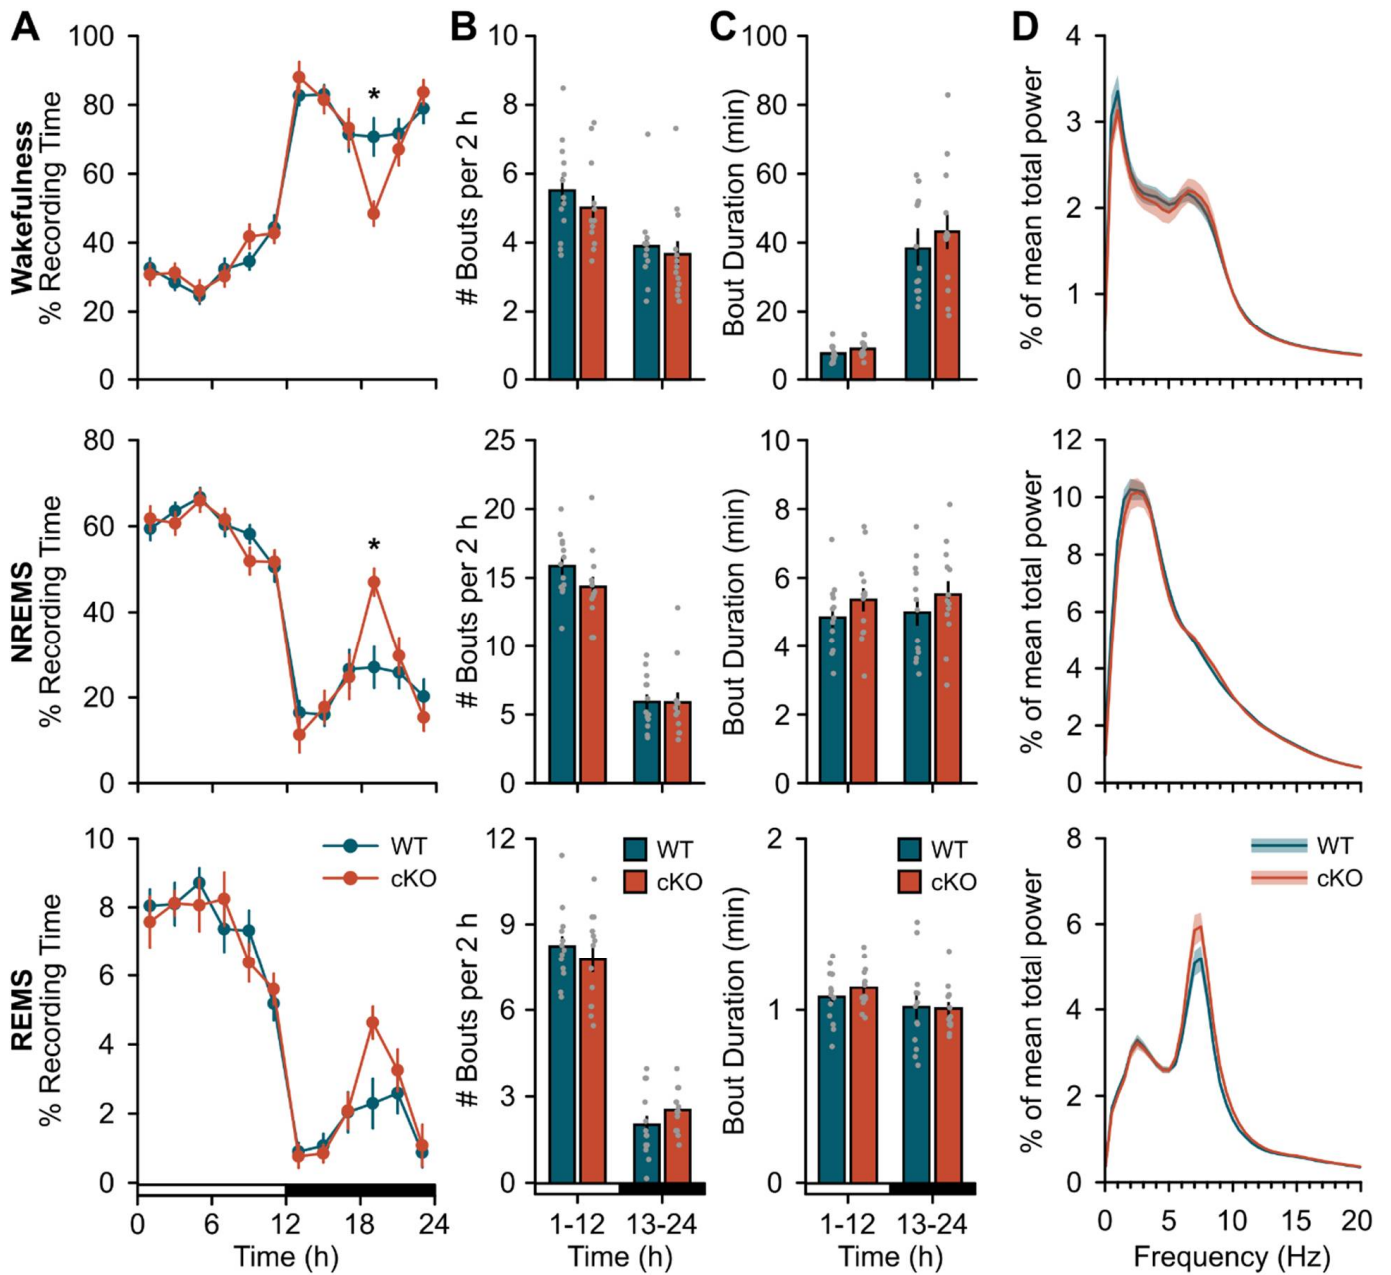 A
B
C
D
Wakefulness
% Recording Time
100
80
60
40
20
0
*
# Bouts per 2 h
10
8
6
4
2
0
Bout Duration (min)
100
80
60
40
20
0
% of mean total power
4
3
2
1
0
NREMS
% Recording Time
80
60
40
20
0
*
# Bouts per 2 h
25
20
15
10
5
0
Bout Duration (min)
10
8
6
4
2
0
% of mean total power
12
10
8
6
4
2
0
REMS
% Recording Time
10
8
6
4
2
0
WT
cKO
0 6 12 18 24
Time (h)
# Bouts per 2 h
12
9
6
3
0
WT
cKO
1-12 13-24
Time (h)
Bout Duration (min)
2
1
0
WT
cKO
1-12 13-24
Time (h)
% of mean total power
8
6
4
2
0
WT
cKO
0 5 10 15 20
Frequency (Hz)